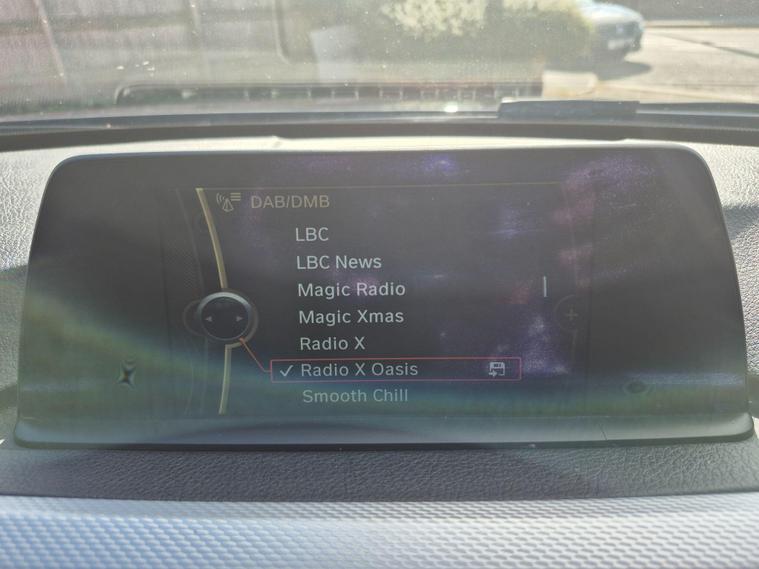 DAB/DMB
LBC
LBC News
Magic Radio
Magic Xmas
Radio X
Radio X Oasis
Smooth Chill